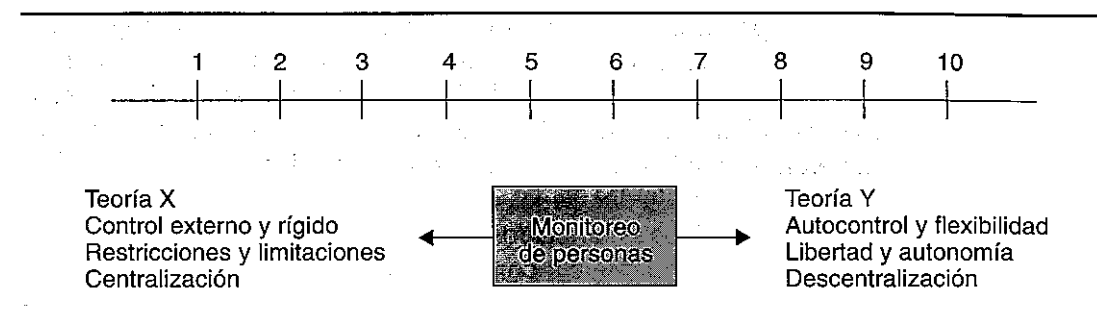 1 2 3 4 5 6 7 8 9 10
Teoría X
Control externo y rígido
Restricciones y limitaciones
Centralización
Monitoreo
de personas
Teoría Y
Autocontrol y flexibilidad
Libertad y autonomía
Descentralización